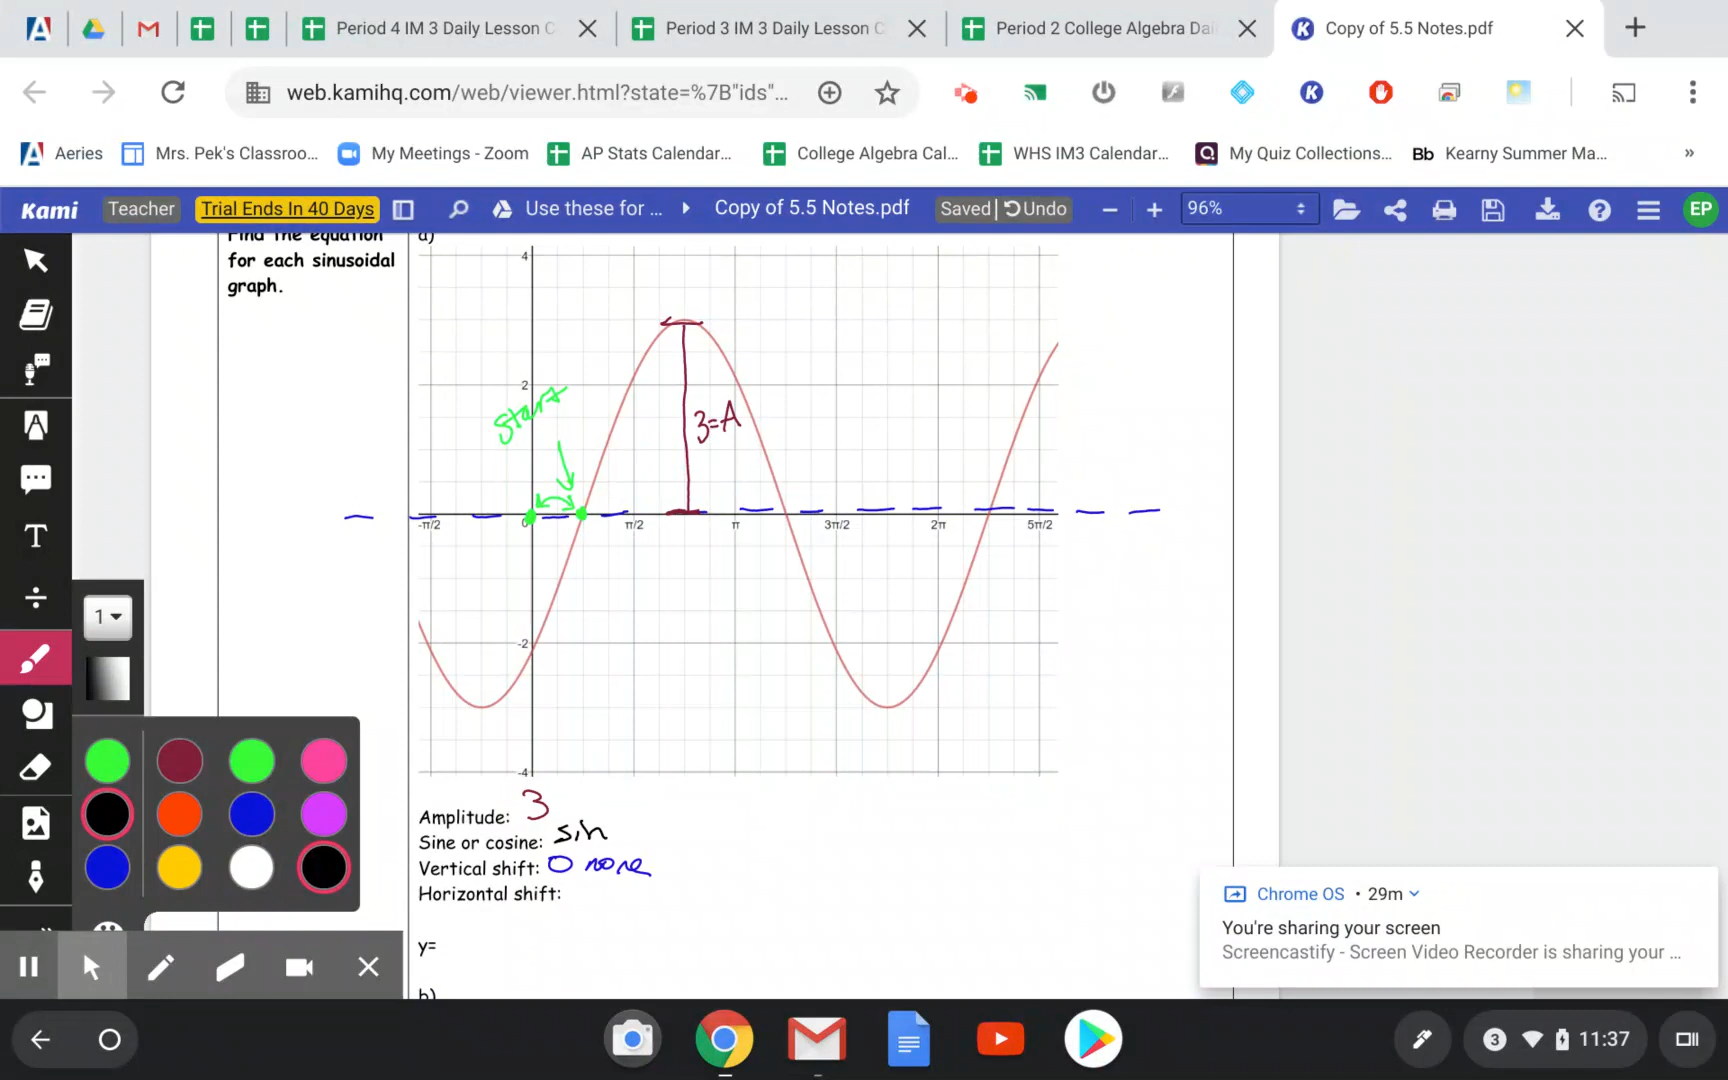 Period 4 IM 3 Daily Lesson C
Period 3 IM 3 Daily Lesson C
Period 2 College Algebra Dai
Copy of 5.5 Notes.pdf
web.kamihq.com/web/viewer.html?state=%7B"ids"...
Aeries
Mrs. Pek's Classroo...
My Meetings - Zoom
AP Stats Calendar...
College Algebra Cal...
WHS IM3 Calendar...
My Quiz Collections...
Bb Kearny Summer Ma...
»
Kami
Teacher
Trial Ends In 40 Days
Use these for ...
Copy of 5.5 Notes.pdf
Saved | Undo
96%
EP
Find the equation
for each sinusoidal
graph.
a)
4
2
start
3=A
-π/2
0
π/2
π
3π/2
2π
5π/2
-2
-4
1
Amplitude: 3
Sine or cosine: sin
Vertical shift: 0 none
Horizontal shift:
y=
b)
Chrome OS • 29m
You're sharing your screen
Screencastify - Screen Video Recorder is sharing your ...
3
11:37